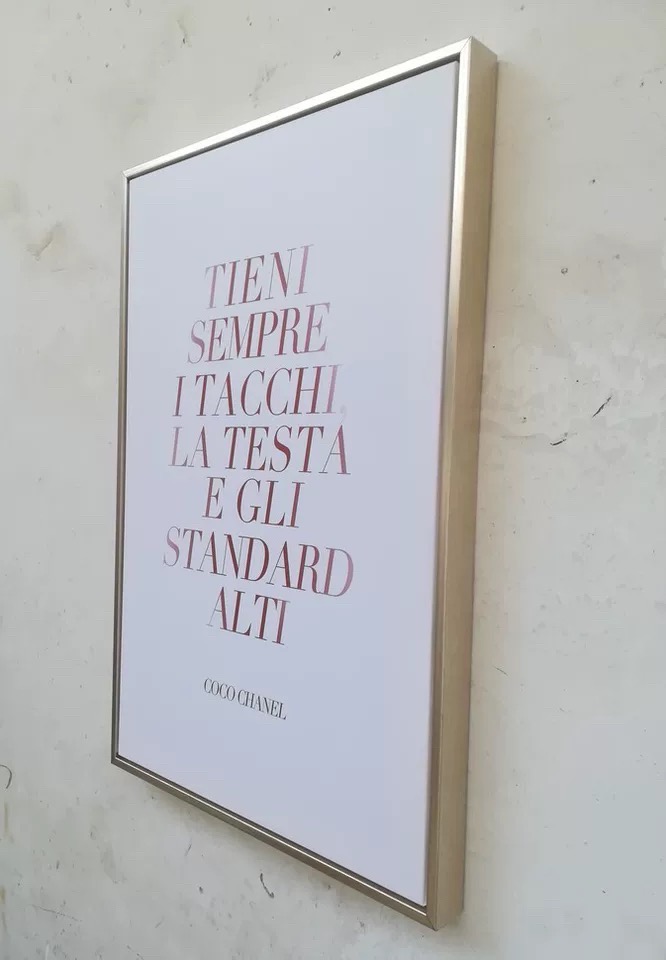 TIENI
SEMPRE
I TACCHI,
LA TESTA
E GLI
STANDARD
ALTI
COCO CHANEL